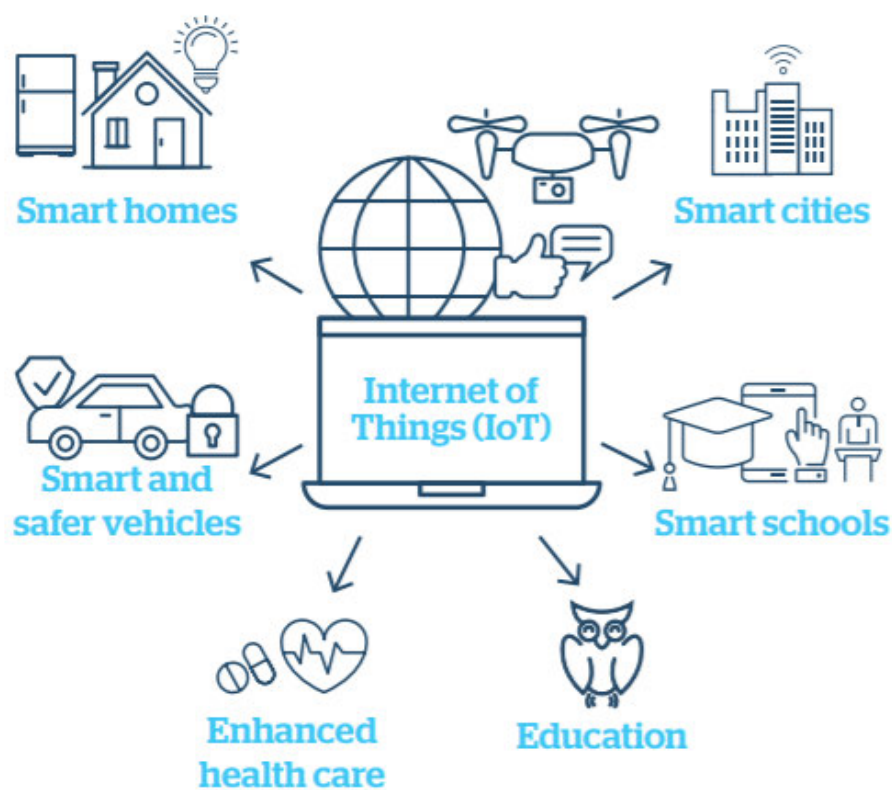 Smart homes
Smart cities
Internet of
Things (IoT)
Smart and
safer vehicles
Smart schools
Enhanced
health care
Education